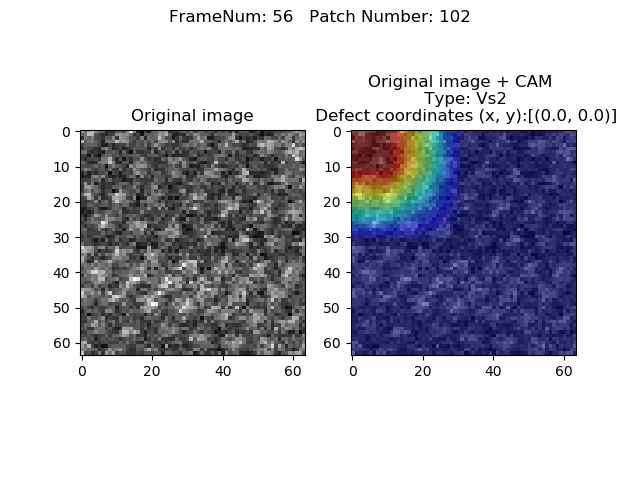 FrameNum: 56   Patch Number: 102
Original image
0
10
20
30
40
50
60
0 20 40 60
Original image + CAM
Type: Vs2
Defect coordinates (x, y):[(0.0, 0.0)]
0
10
20
30
40
50
60
0 20 40 60